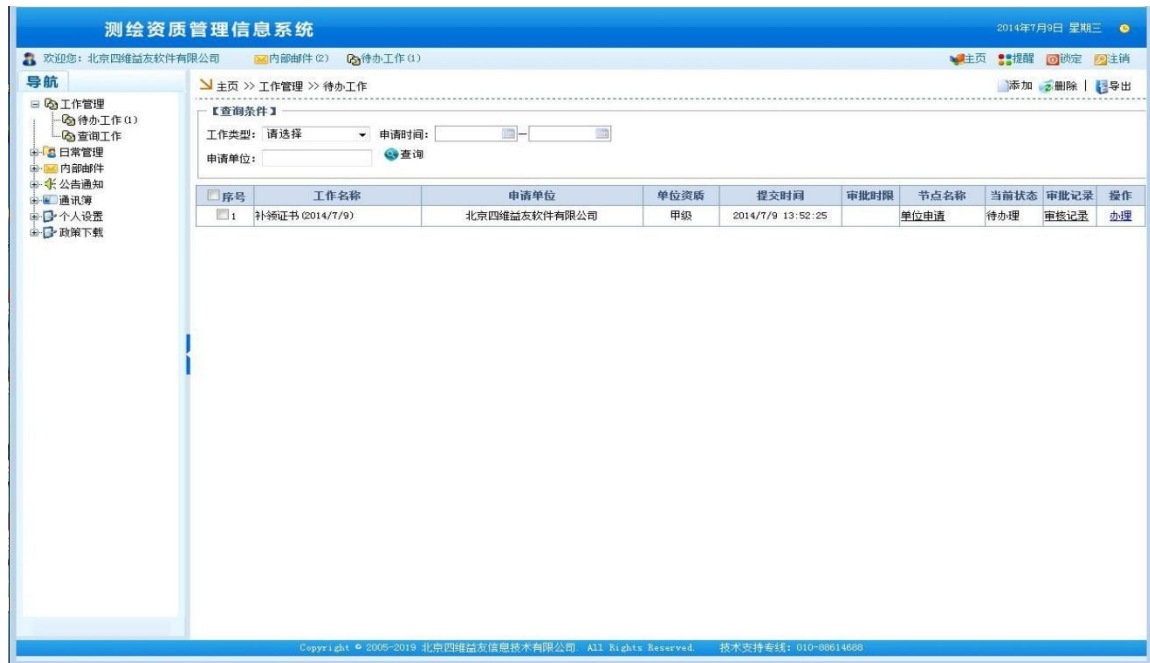 测绘资质管理信息系统 2014年7月9日 星期三
欢迎您：北京四维益友软件有限公司 内部邮件(2) 待办工作(1) 主页 提醒 锁定 注销
导航
主页 >> 工作管理 >> 待办工作 添加 删除 | 导出
工作管理
待办工作(1)
查询工作
日常管理
内部邮件
公告通知
通讯簿
个人设置
政策下载
【查询条件】
工作类型：请选择 申请时间： —
申请单位： 查询
序号 工作名称 申请单位 单位资质 提交时间 审批时限 节点名称 当前状态 审批记录 操作
1 补领证书(2014/7/9) 北京四维益友软件有限公司 甲级 2014/7/9 13:52:25 单位申请 待办理 审核记录 办理
Copyright © 2005-2019 北京四维益友信息技术有限公司. All Rights Reserved. 技术支持专线：010-88614688